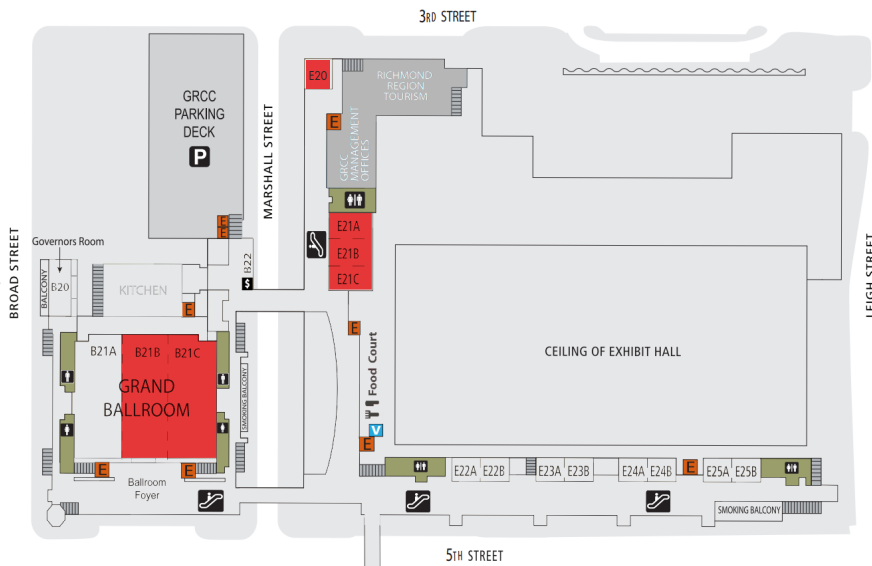 3RD STREET
E20
RICHMOND
REGION
TOURISM
GRCC
PARKING
DECK
P
E
GRCC
MANAGEMENT
OFFICES
MARSHALL STREET
BROAD STREET
LEIGH STREET
E
E
E21A
E21B
E21C
Governors Room
B22
$
BALCONY
B20
KITCHEN
E
E
Food Court
CEILING OF EXHIBIT HALL
B21A
B21B
B21C
GRAND
BALLROOM
SMOKING BALCONY
V
E
E
E
Ballroom
Foyer
E22A
E22B
E23A
E23B
E24A
E24B
E
E25A
E25B
SMOKING BALCONY
5TH STREET